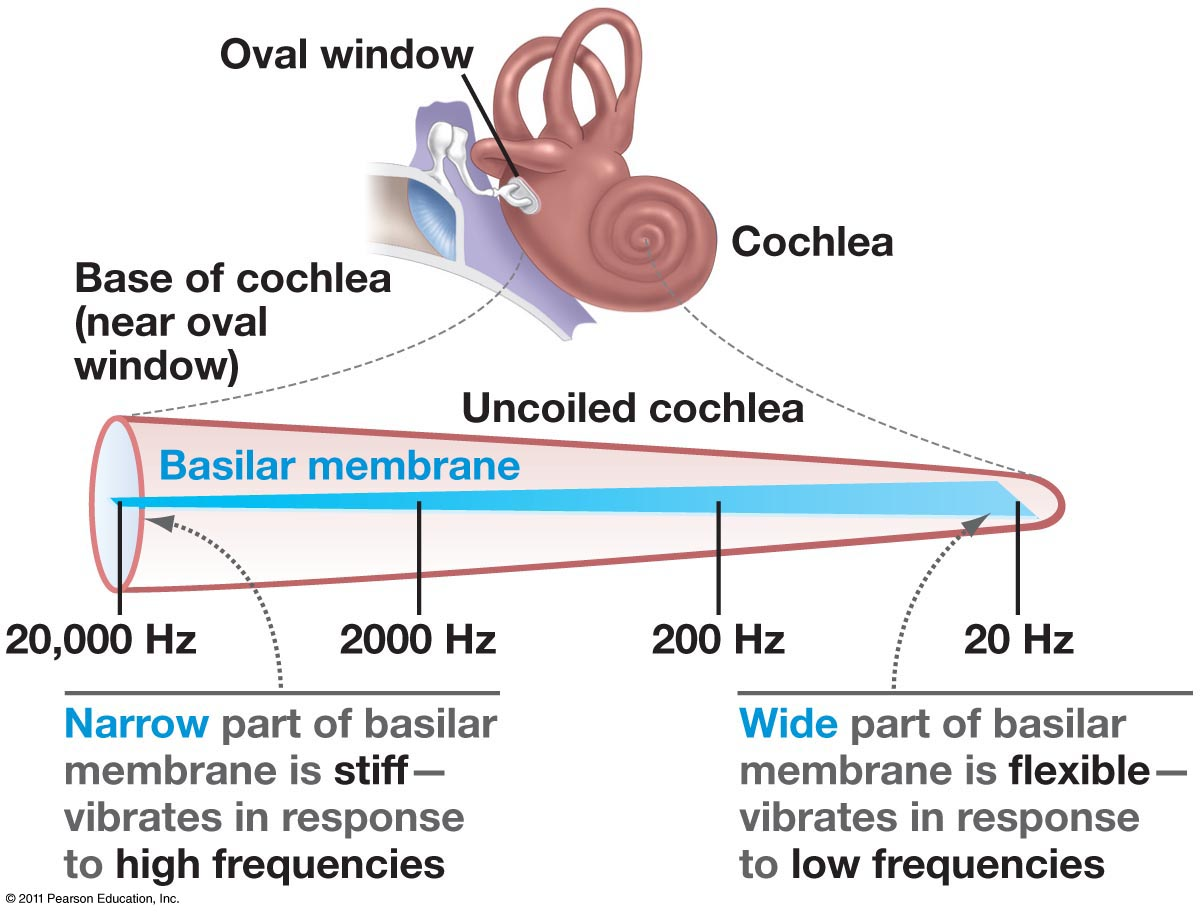 Oval window
Cochlea
Base of cochlea
(near oval
window)
Uncoiled cochlea
Basilar membrane
20,000 Hz
2000 Hz
200 Hz
20 Hz
Narrow part of basilar
membrane is stiff—
vibrates in response
to high frequencies
Wide part of basilar
membrane is flexible—
vibrates in response
to low frequencies
© 2011 Pearson Education, Inc.